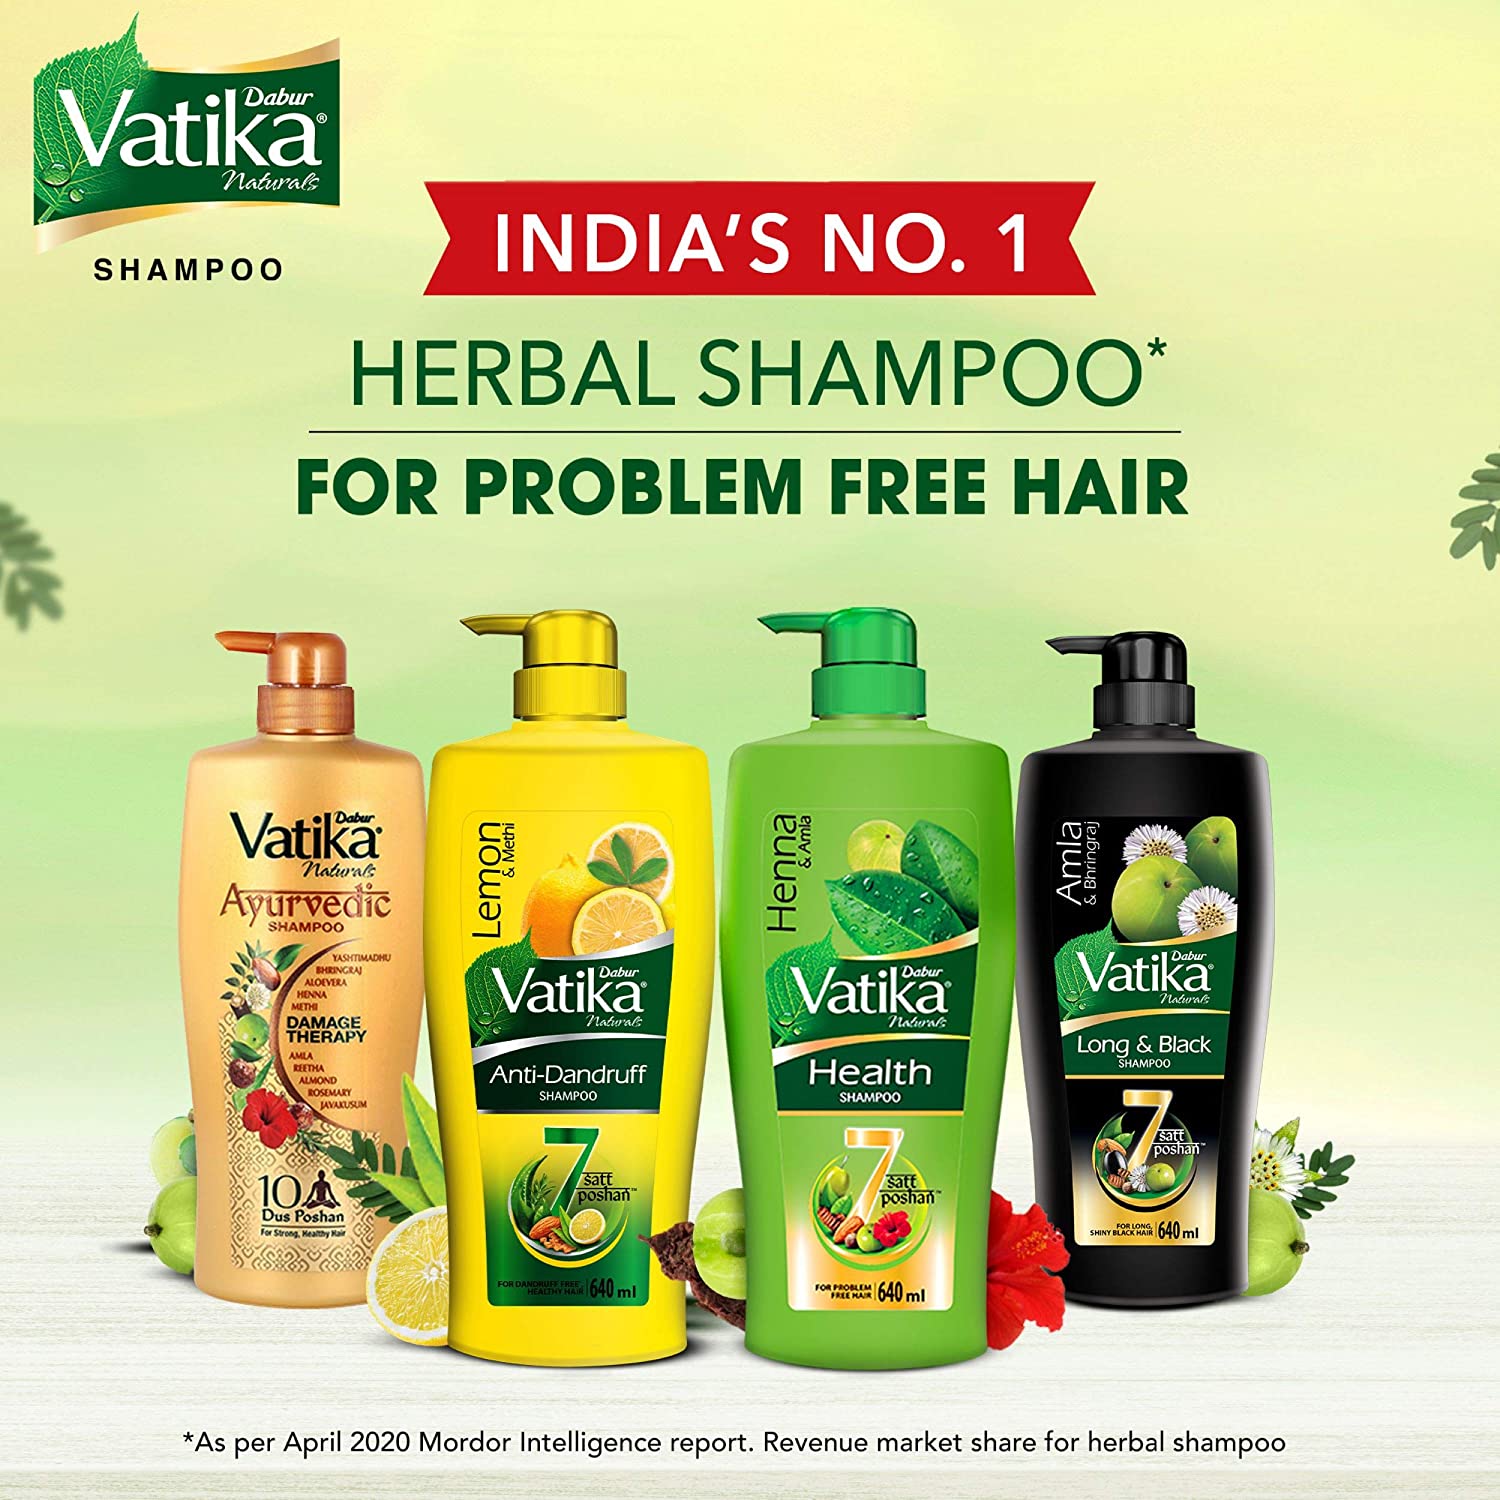 Dabur
Vatika®
Naturals
SHAMPOO
INDIA'S NO. 1
HERBAL SHAMPOO*
FOR PROBLEM FREE HAIR
Dabur
Vatika®
Naturals
Ayurvedic
SHAMPOO
YASHTIMADHU
BHRINGRAJ
ALOEVERA
HENNA
METHI
DAMAGE
THERAPY
AMLA
REETHA
ALMOND
ROSEMARY
JAVAKUSUM
10
Dus Poshan
For Strong, Healthy Hair
Lemon
& Methi
Dabur
Vatika®
Naturals
Anti-Dandruff
SHAMPOO
7
satt
poshan™
FOR DANDRUFF FREE*,
HEALTHY HAIR
640 ml
Henna
& Amla
Dabur
Vatika®
Naturals
Health
SHAMPOO
7
satt
poshan™
FOR PROBLEM
FREE HAIR
640 ml
Amla
& Bhringraj
Dabur
Vatika®
Naturals
Long & Black
SHAMPOO
7
satt
poshan™
FOR LONG,
SHINY BLACK HAIR
640 ml
*As per April 2020 Mordor Intelligence report. Revenue market share for herbal shampoo